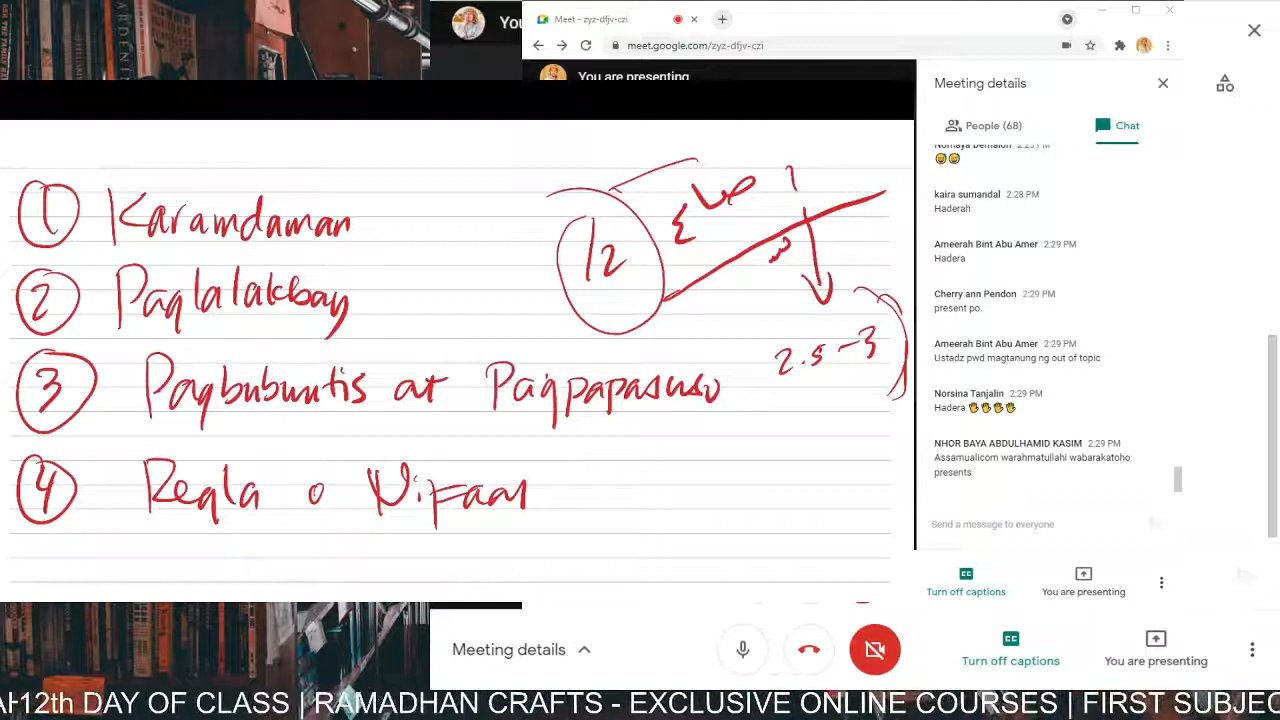 You
Meet - zyz-dfjv-czi
meet.google.com/zyz-dfjv-czi
You are presenting
Meeting details
People (68)
Chat
kaira sumandal 2:28 PM
Haderah
Ameerah Bint Abu Amer 2:29 PM
Hadera
Cherry ann Pendon 2:29 PM
present po.
Ameerah Bint Abu Amer 2:29 PM
Ustadz pwd magtanung ng out of topic
Norsina Tanjalin 2:29 PM
Hadera 🖐🖐🖐🖐
NHOR BAYA ABDULHAMID KASIM 2:29 PM
Assamualicom warahmatullahi wabarakatoho
presents
Send a message to everyone
Turn off captions
You are presenting
1 Karamdaman
2 Paglalakbay
3 Pagbubuntis at Pagpapasuso
4 Regla o Nifaas
12
2.5-3
Meeting details
Turn off captions
You are presenting
12th DAY OF CLASS | RAMADHAN CRAFTS - EXCLUSIVE ONLINE COURSES | FIRST SUBJEC